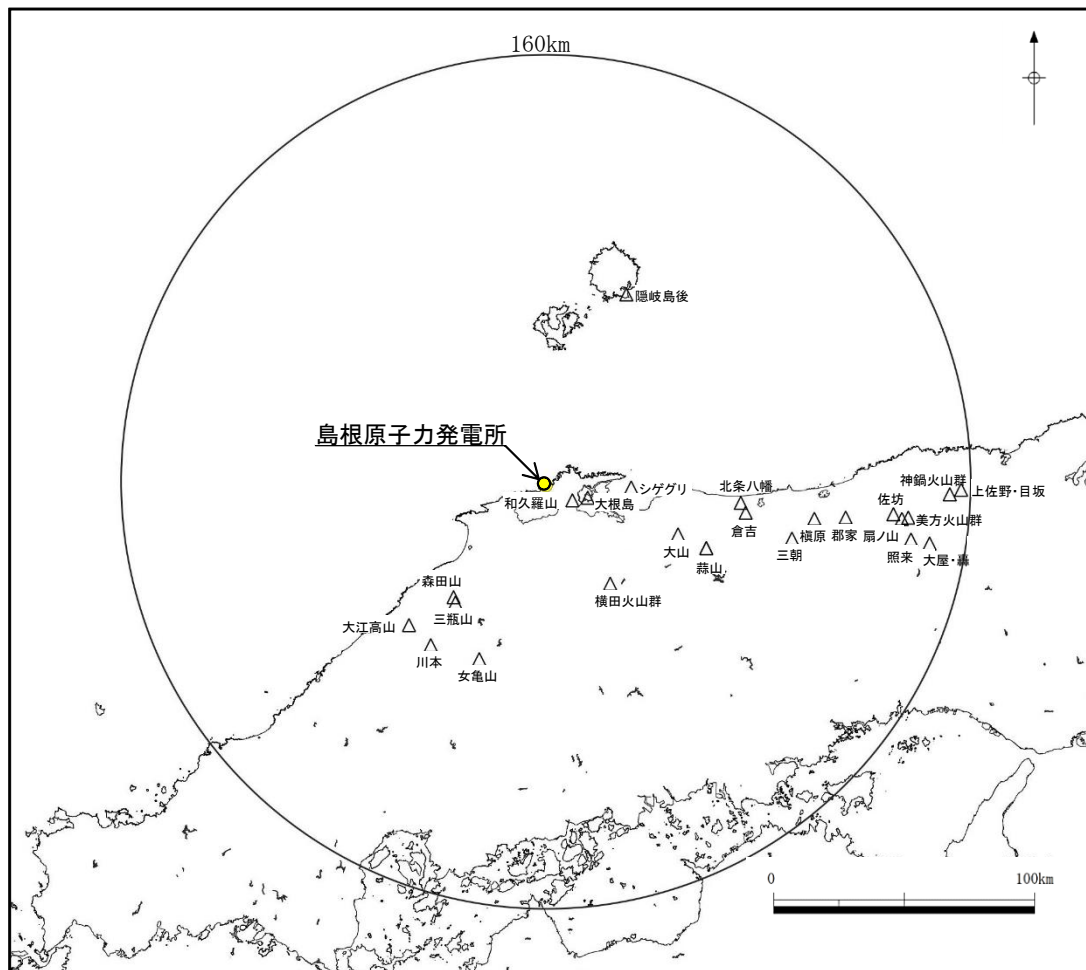 160km
隠岐島後
島根原子力発電所
シゲグリ
北条八幡
神鍋火山群
上佐野・目坂
和久羅山
大根島
佐坊
倉吉
槇原
郡家
扇ノ山
美方火山群
大山
三朝
照来
大屋・轟
蒜山
森田山
横田火山群
三瓶山
大江高山
川本
女亀山
0
100km